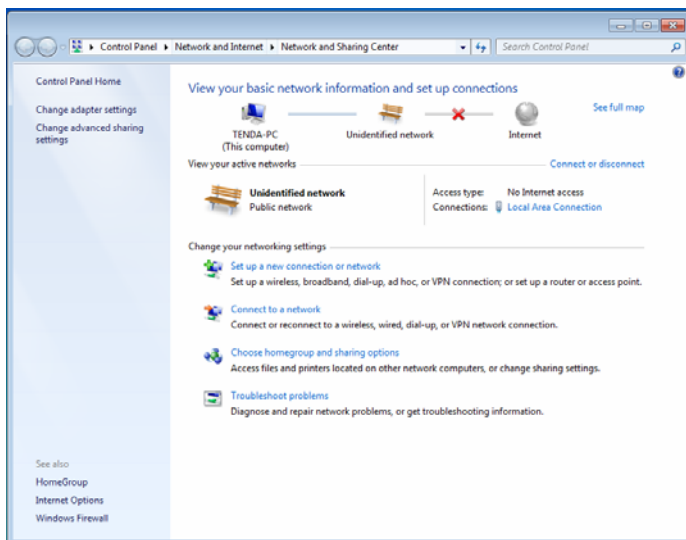 Control Panel ▸ Network and Internet ▸ Network and Sharing Center
Search Control Panel
Control Panel Home
Change adapter settings
Change advanced sharing
settings
View your basic network information and set up connections
See full map
TENDA-PC
(This computer)
Unidentified network
Internet
View your active networks
Connect or disconnect
Unidentified network
Public network
Access type: No Internet access
Connections: Local Area Connection
Change your networking settings
Set up a new connection or network
Set up a wireless, broadband, dial-up, ad hoc, or VPN connection; or set up a router or access point.
Connect to a network
Connect or reconnect to a wireless, wired, dial-up, or VPN network connection.
Choose homegroup and sharing options
Access files and printers located on other network computers, or change sharing settings.
Troubleshoot problems
Diagnose and repair network problems, or get troubleshooting information.
See also
HomeGroup
Internet Options
Windows Firewall